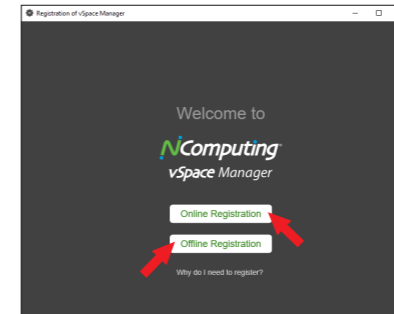 Registration of vSpace Manager
Welcome to
NComputing
vSpace Manager
Online Registration
Offline Registration
Why do I need to register?